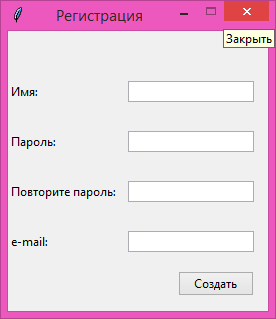 Регистрация
Закрыть
Имя:
Пароль:
Повторите пароль:
e-mail:
Создать